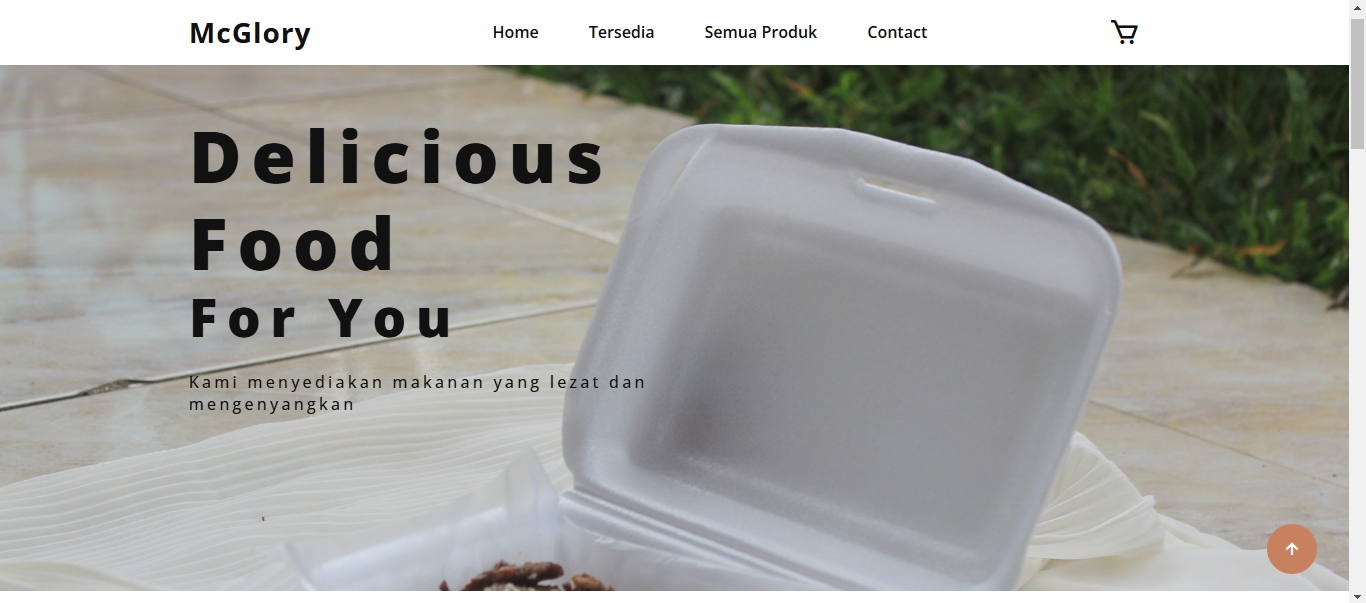 McGlory
Home
Tersedia
Semua Produk
Contact
Delicious
Food
For You
Kami menyediakan makanan yang lezat dan
mengenyangkan